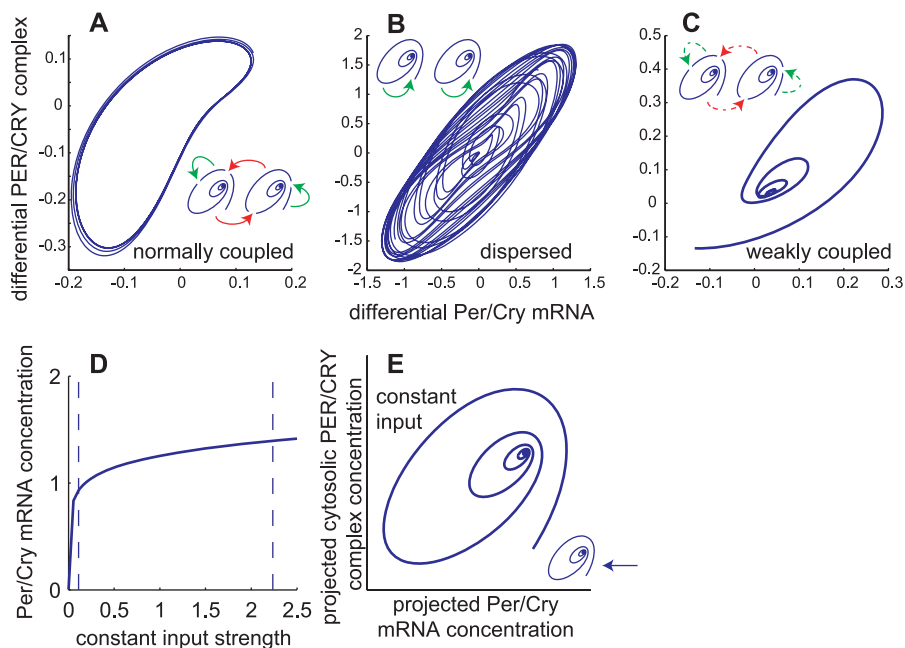 A
B
C
differential PER/CRY complex
0.1
0
-0.1
-0.2
-0.3
-0.2
-0.1
0
0.1
0.2
normally coupled
2
1.5
1
0.5
0
-0.5
-1
-1.5
-2
-1.5
-1
-0.5
0
0.5
1
1.5
dispersed
differential Per/Cry mRNA
0.5
0.4
0.3
0.2
0.1
0
-0.1
-0.2
-0.2
-0.1
0
0.1
0.2
0.3
weakly coupled
D
Per/Cry mRNA concentration
2
1
0
0
0.5
1
1.5
2
2.5
constant input strength
E
projected cytosolic PER/CRY
complex concentration
constant
input
projected Per/Cry
mRNA concentration